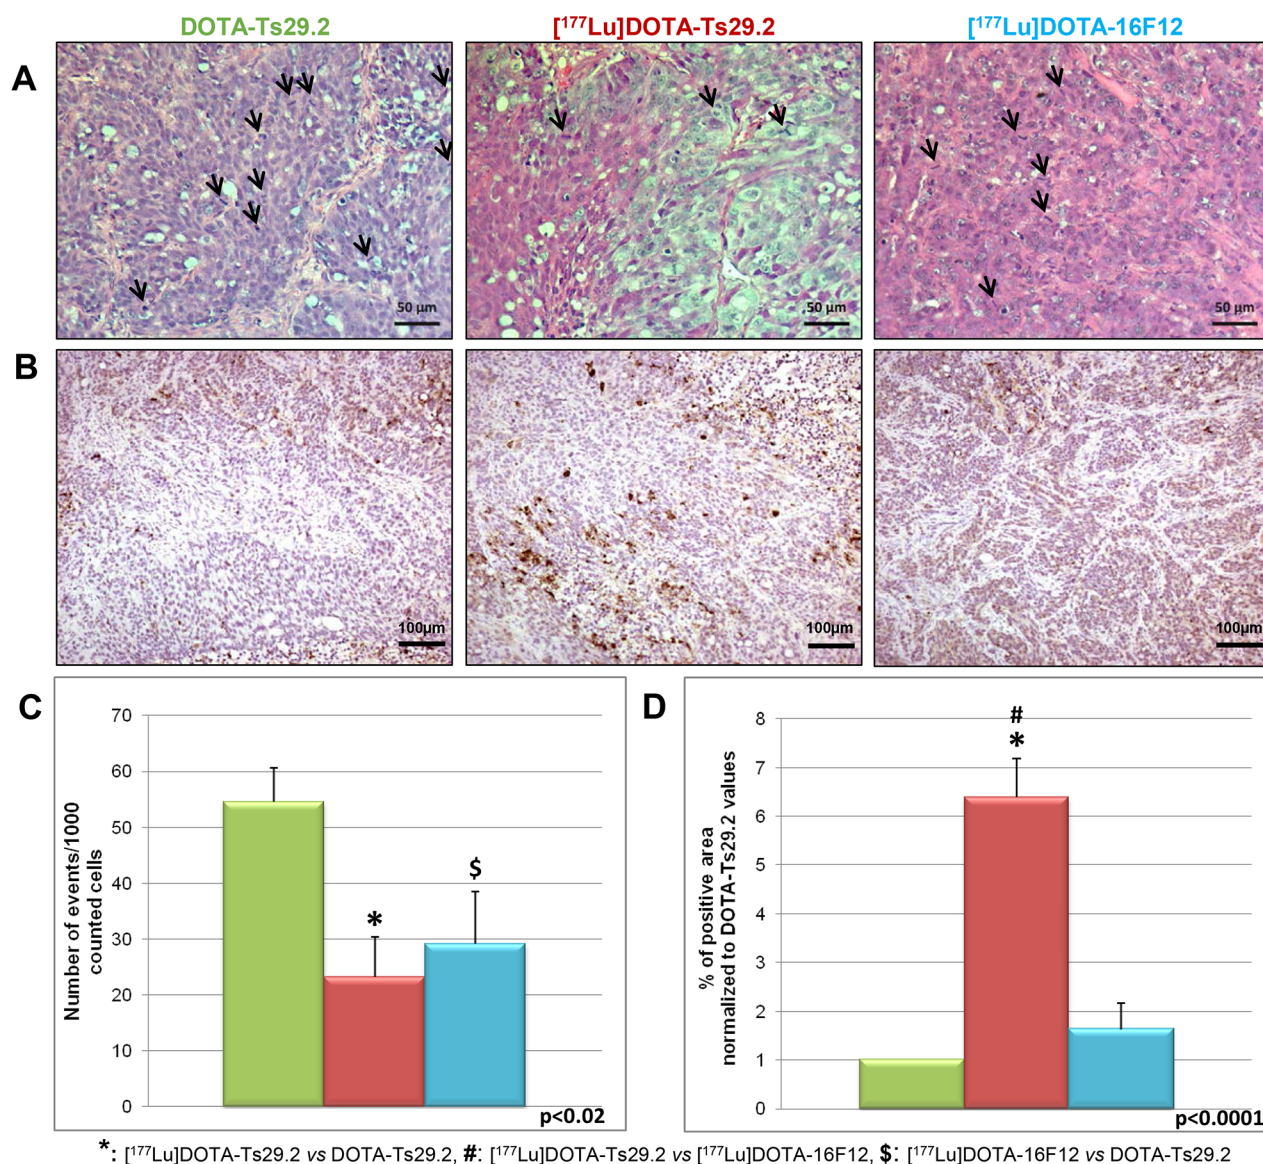 DOTA-Ts29.2 [¹⁷⁷Lu]DOTA-Ts29.2 [¹⁷⁷Lu]DOTA-16F12
A
50 µm 50 µm 50 µm
B
100µm 100µm 100µm
C
Number of events/1000
counted cells
70
60
50
40
30
20
10
0
*
$
p<0.02
D
% of positive area
normalized to DOTA-Ts29.2 values
8
7
6
5
4
3
2
1
0
#
*
p<0.0001
*: [¹⁷⁷Lu]DOTA-Ts29.2 vs DOTA-Ts29.2, #: [¹⁷⁷Lu]DOTA-Ts29.2 vs [¹⁷⁷Lu]DOTA-16F12, $: [¹⁷⁷Lu]DOTA-16F12 vs DOTA-Ts29.2